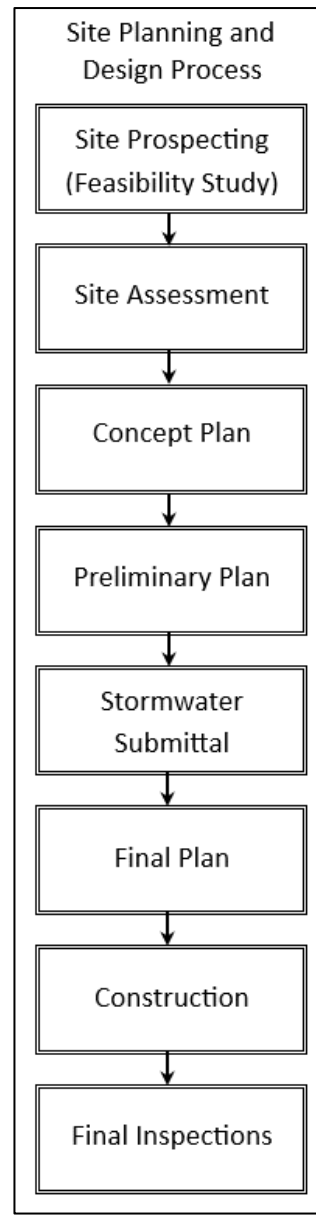 Site Planning and
Design Process
Site Prospecting
(Feasibility Study)
Site Assessment
Concept Plan
Preliminary Plan
Stormwater
Submittal
Final Plan
Construction
Final Inspections